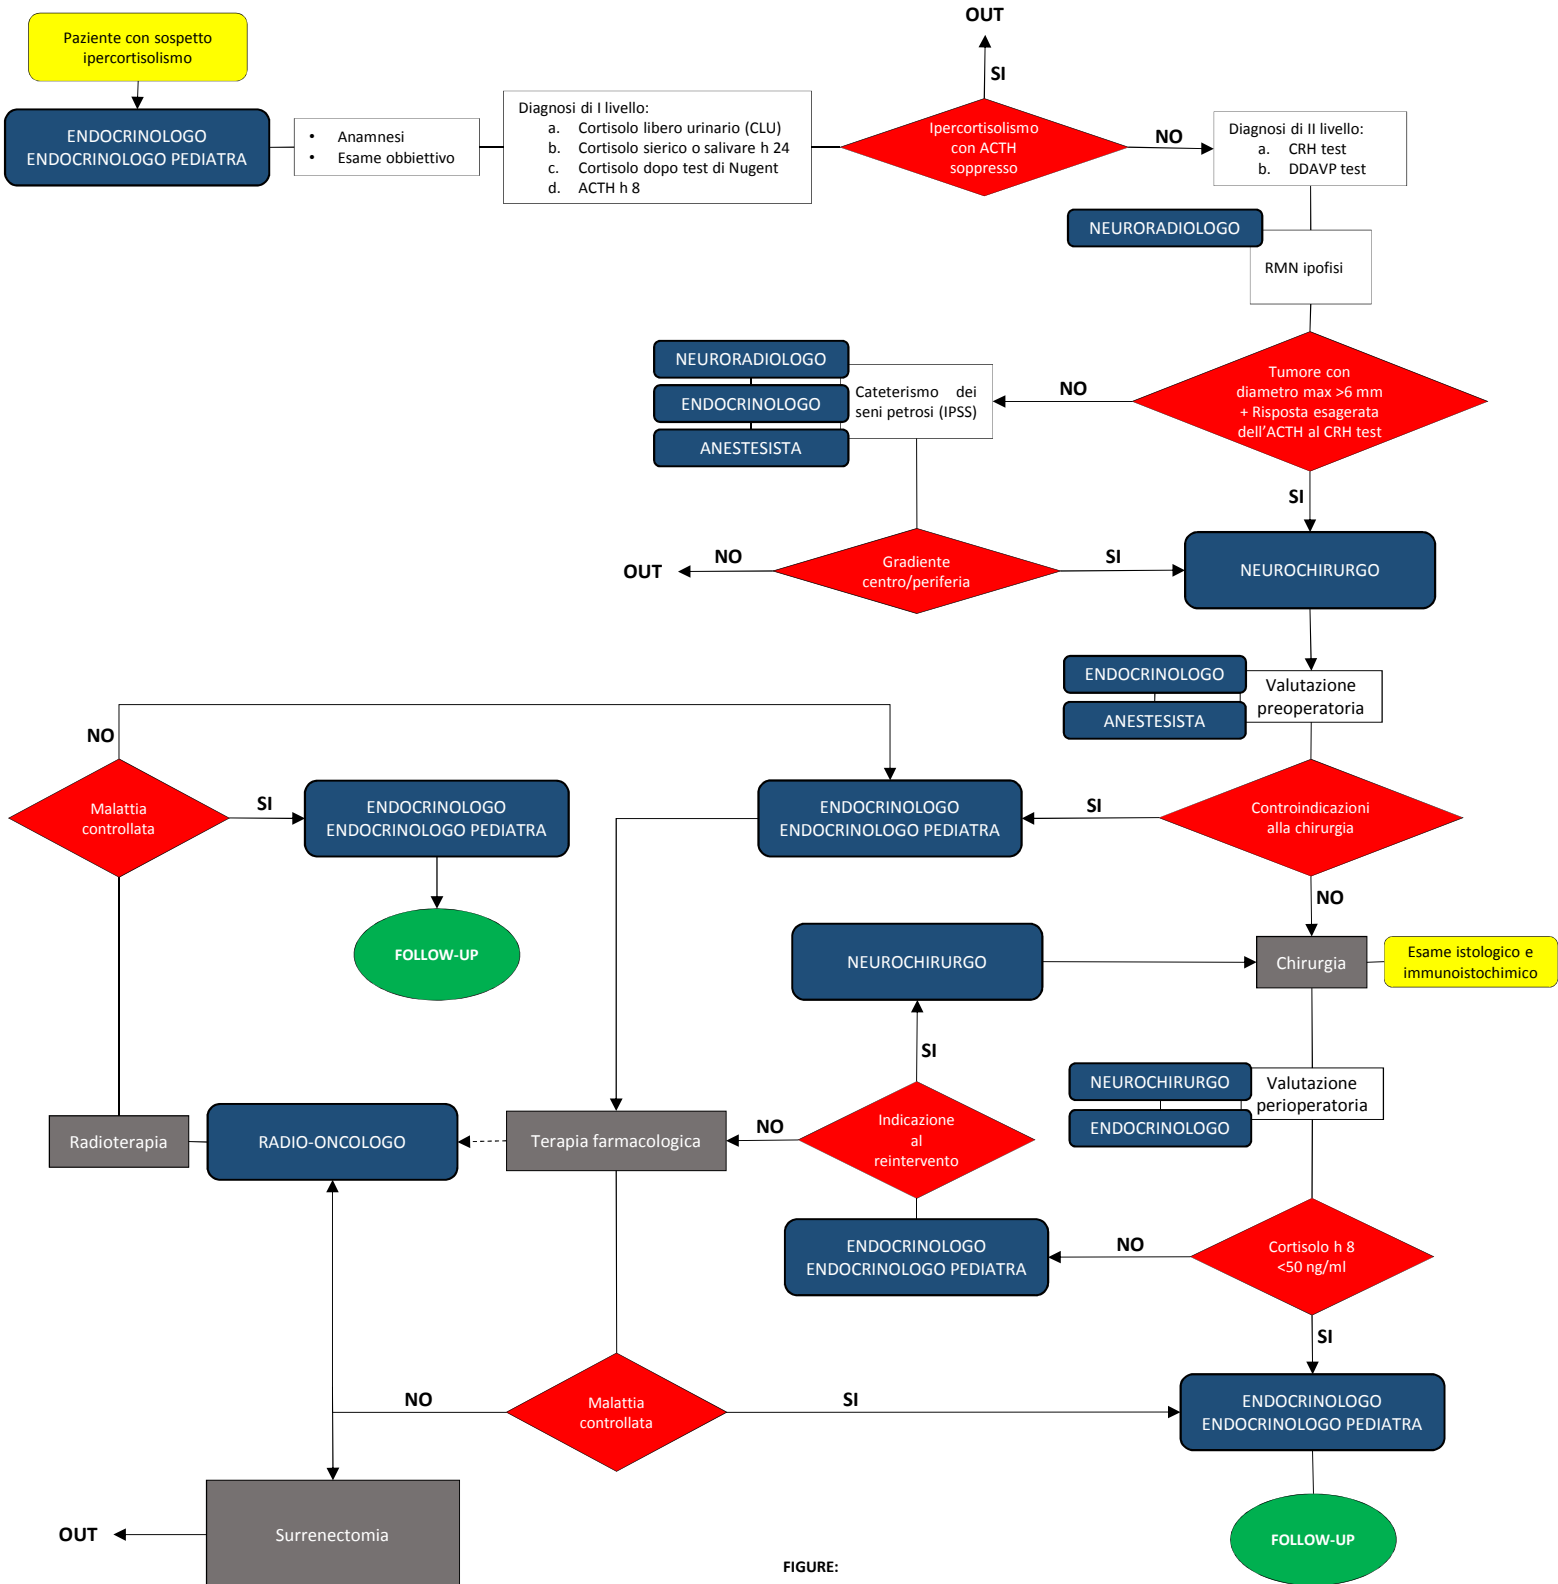 OUT
Paziente con sospetto
ipercortisolismo
SI
ENDOCRINOLOGO
ENDOCRINOLOGO PEDIATRA
• Anamnesi
• Esame obbiettivo
Diagnosi di I livello:
a. Cortisolo libero urinario (CLU)
b. Cortisolo sierico o salivare h 24
c. Cortisolo dopo test di Nugent
d. ACTH h 8
Ipercortisolismo
con ACTH
soppresso
NO
Diagnosi di II livello:
a. CRH test
b. DDAVP test
NEURORADIOLOGO
RMN ipofisi
NEURORADIOLOGO
ENDOCRINOLOGO
ANESTESISTA
Cateterismo dei
seni petrosi (IPSS)
NO
Tumore con
diametro max >6 mm
+ Risposta esagerata
dell'ACTH al CRH test
SI
OUT
NO
Gradiente
centro/periferia
SI
NEUROCHIRURGO
ENDOCRINOLOGO
ANESTESISTA
Valutazione
preoperatoria
NO
Malattia
controllata
SI
ENDOCRINOLOGO
ENDOCRINOLOGO PEDIATRA
ENDOCRINOLOGO
ENDOCRINOLOGO PEDIATRA
SI
Controindicazioni
alla chirurgia
NO
FOLLOW-UP
NEUROCHIRURGO
Chirurgia
Esame istologico e
immunoistochimico
SI
NEUROCHIRURGO
ENDOCRINOLOGO
Valutazione
perioperatoria
Radioterapia
RADIO-ONCOLOGO
Terapia farmacologica
NO
Indicazione
al
reintervento
ENDOCRINOLOGO
ENDOCRINOLOGO PEDIATRA
NO
Cortisolo h 8
<50 ng/ml
SI
NO
Malattia
controllata
SI
ENDOCRINOLOGO
ENDOCRINOLOGO PEDIATRA
OUT
Surrenectomia
FOLLOW-UP
FIGURE: